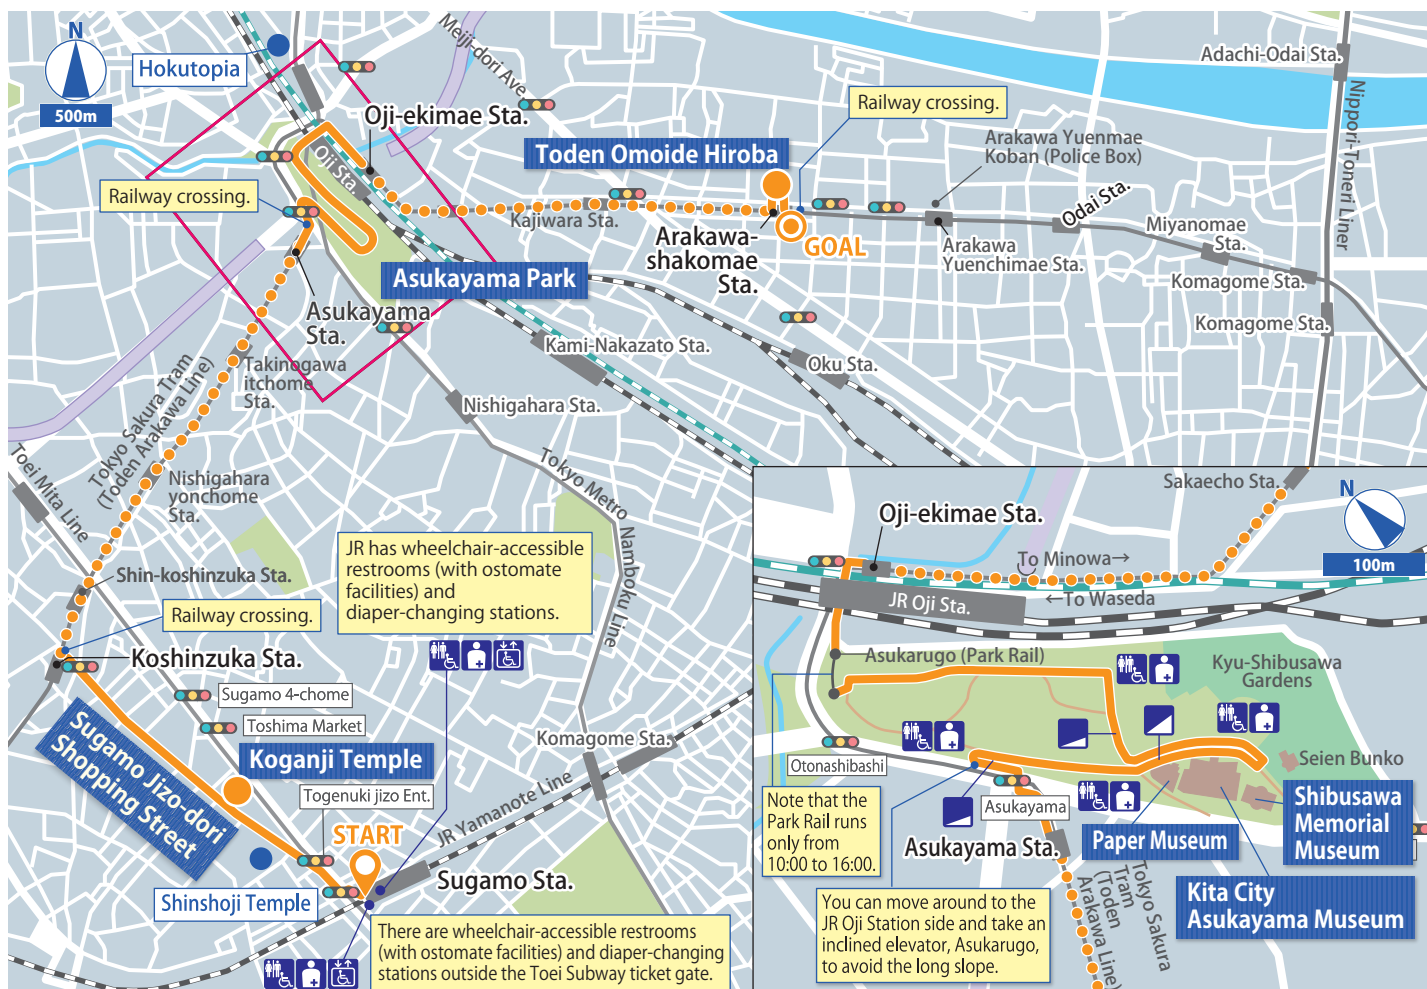 N
500m
Hokutopia
Meiji-dori Ave
Oji-ekimae Sta.
Oji Sta.
Railway crossing.
Toden Omoide Hiroba
Railway crossing.
Arakawa Yuenmae
Koban (Police Box)
Adachi-Odai Sta.
Nippori-Toneri Liner
Kajiwara Sta.
Arakawa-
shakomae
Sta.
GOAL
Arakawa
Yuenchimae Sta.
Odai Sta.
Miyanomae
Sta.
Komagome Sta.
Komagome Sta.
Asukayama Park
Asukayama
Sta.
Takinogawa
itchome
Sta.
Kami-Nakazato Sta.
Oku Sta.
Nishigahara Sta.
Tokyo Sakura Tram
(Toden Arakawa Line)
Toei Mita Line
Nishigahara
yonchome
Sta.
Tokyo Metro Namboku Line
Shin-koshinzuka Sta.
Railway crossing.
Koshinzuka Sta.
JR has wheelchair-accessible
restrooms (with ostomate
facilities) and
diaper-changing stations.
Sugamo 4-chome
Toshima Market
Sugamo Jizo-dori
Shopping Street
Koganji Temple
Togenuki jizo Ent.
START
Komagome Sta.
JR Yamanote Line
Sugamo Sta.
Shinshoji Temple
There are wheelchair-accessible restrooms
(with ostomate facilities) and diaper-changing
stations outside the Toei Subway ticket gate.
Sakaecho Sta.
N
100m
Oji-ekimae Sta.
To Minowa→
←To Waseda
JR Oji Sta.
Asukarugo (Park Rail)
Kyu-Shibusawa
Gardens
Otonashibashi
Seien Bunko
Note that the
Park Rail runs
only from
10:00 to 16:00.
Asukayama
Asukayama Sta.
Paper Museum
Shibusawa
Memorial
Museum
Kita City
Asukayama Museum
You can move around to the
JR Oji Station side and take an
inclined elevator, Asukarugo,
to avoid the long slope.
Tokyo Sakura
Tram
(Toden
Arakawa Line)